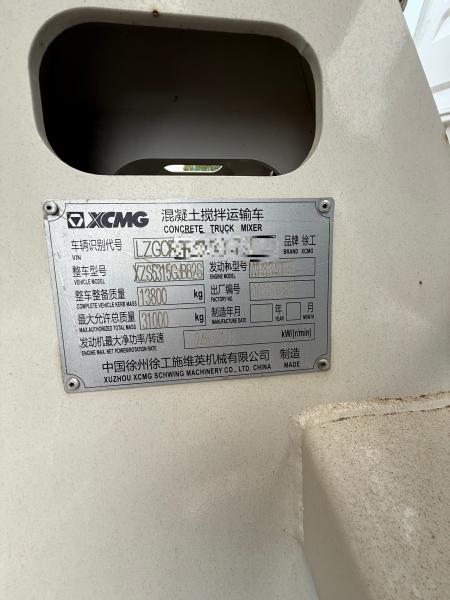 XCMG 混凝土搅拌运输车
CONCRETE TRUCK MIXER
车辆识别代号 LZGC 品牌 徐工
VIN BRAND XCMG
整车型号 XZS5315GJBB2S 发动机型号
VEHICLE MODEL ENGINE MODEL
整车整备质量 13800 kg 出厂编号
COMPLETE VEHICLE KERB MASS FACTORY NO.
最大允许总质量 31000 kg 制造年月 年 月
MAX.AUTHORIZED TOTAL MASS MANUFACTURE DATE YEAR MONTH
发动机最大净功率/转速 kW/(r/min)
ENGINE MAX. NET POWER/ROTATION RATE
中国徐州徐工施维英机械有限公司 制造
XUZHOU XCMG SCHWING MACHINERY CO., LTD. CHINA MADE